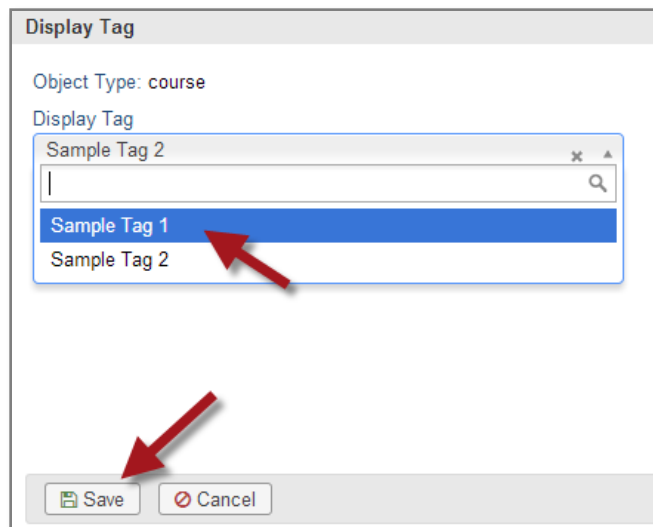 Display Tag
Object Type: course
Display Tag
Sample Tag 2
Sample Tag 1
Sample Tag 2
Save Cancel